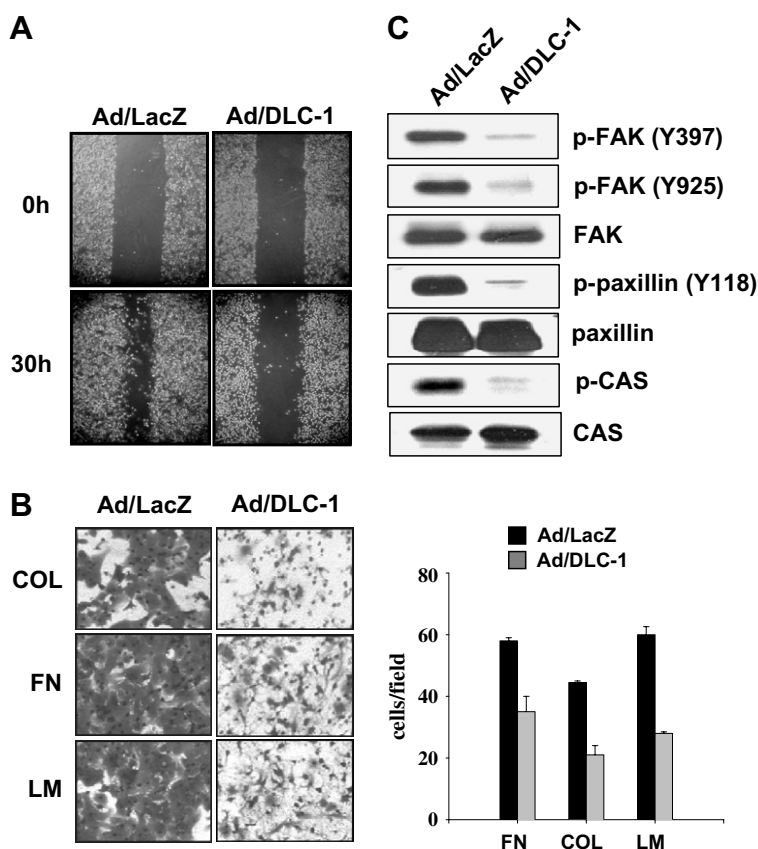 A
Ad/LacZ Ad/DLC-1
0h
30h
C
Ad/LacZ
Ad/DLC-1
p-FAK (Y397)
p-FAK (Y925)
FAK
p-paxillin (Y118)
paxillin
p-CAS
CAS
B
Ad/LacZ Ad/DLC-1
COL
FN
LM
Ad/LacZ
Ad/DLC-1
cells/field
80
60
40
20
0
FN COL LM